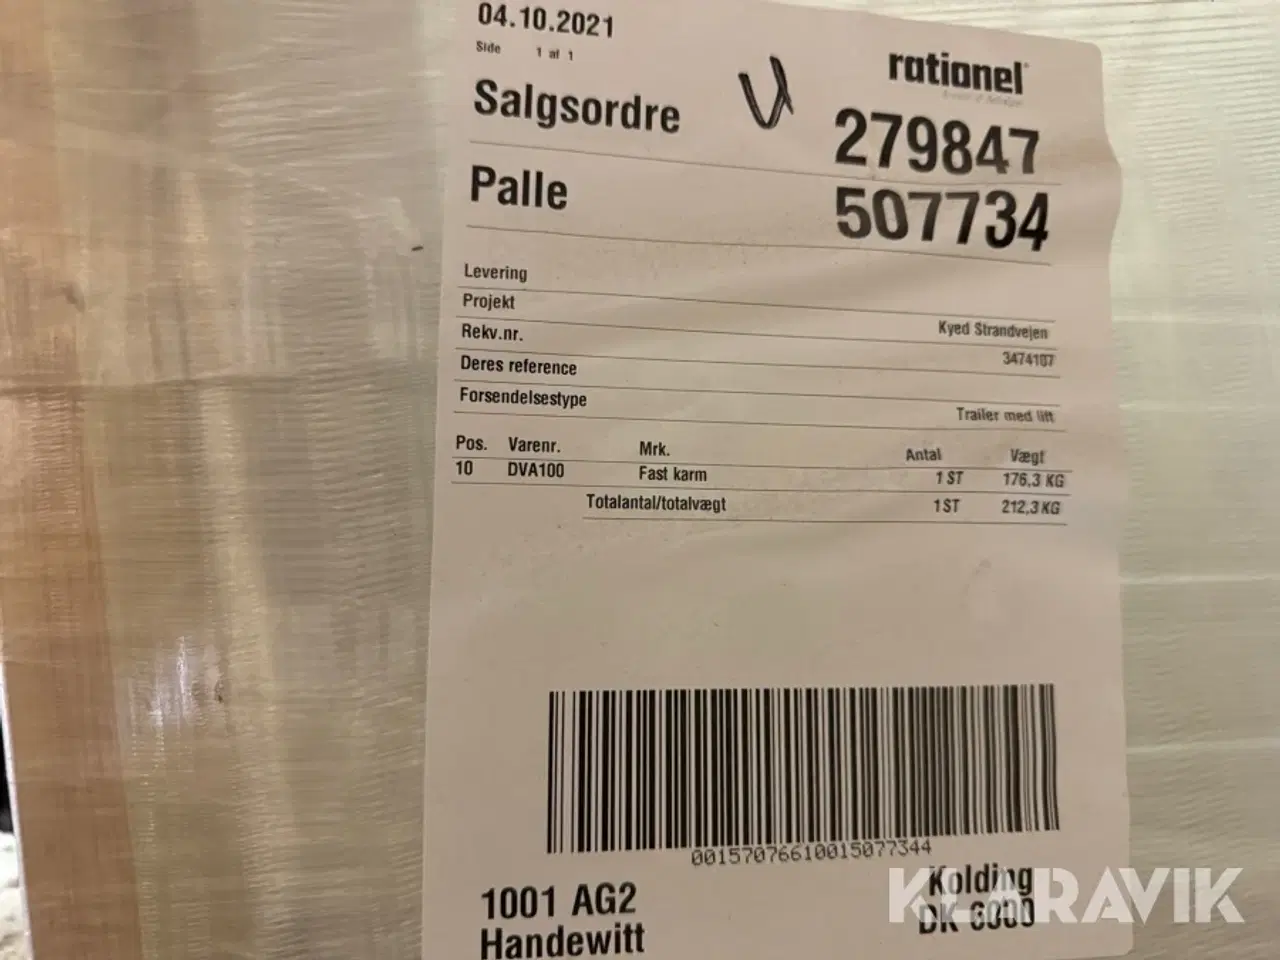 04.10.2021
Side 1 af 1
rationel
Salgsordre 279847
Palle 507734
Levering
Projekt Kyed Strandvejen
Rekv.nr. 3474107
Deres reference
Forsendelsestype Trailer med lift
Pos. Varenr. Mrk. Antal Vægt
10 DVA100 Fast karm 1 ST 176,3 KG
Totalantal/totalvægt 1 ST 212,3 KG
00157076610015077344
1001 AG2 Kolding
Handewitt DK 6000
KLARAVIK